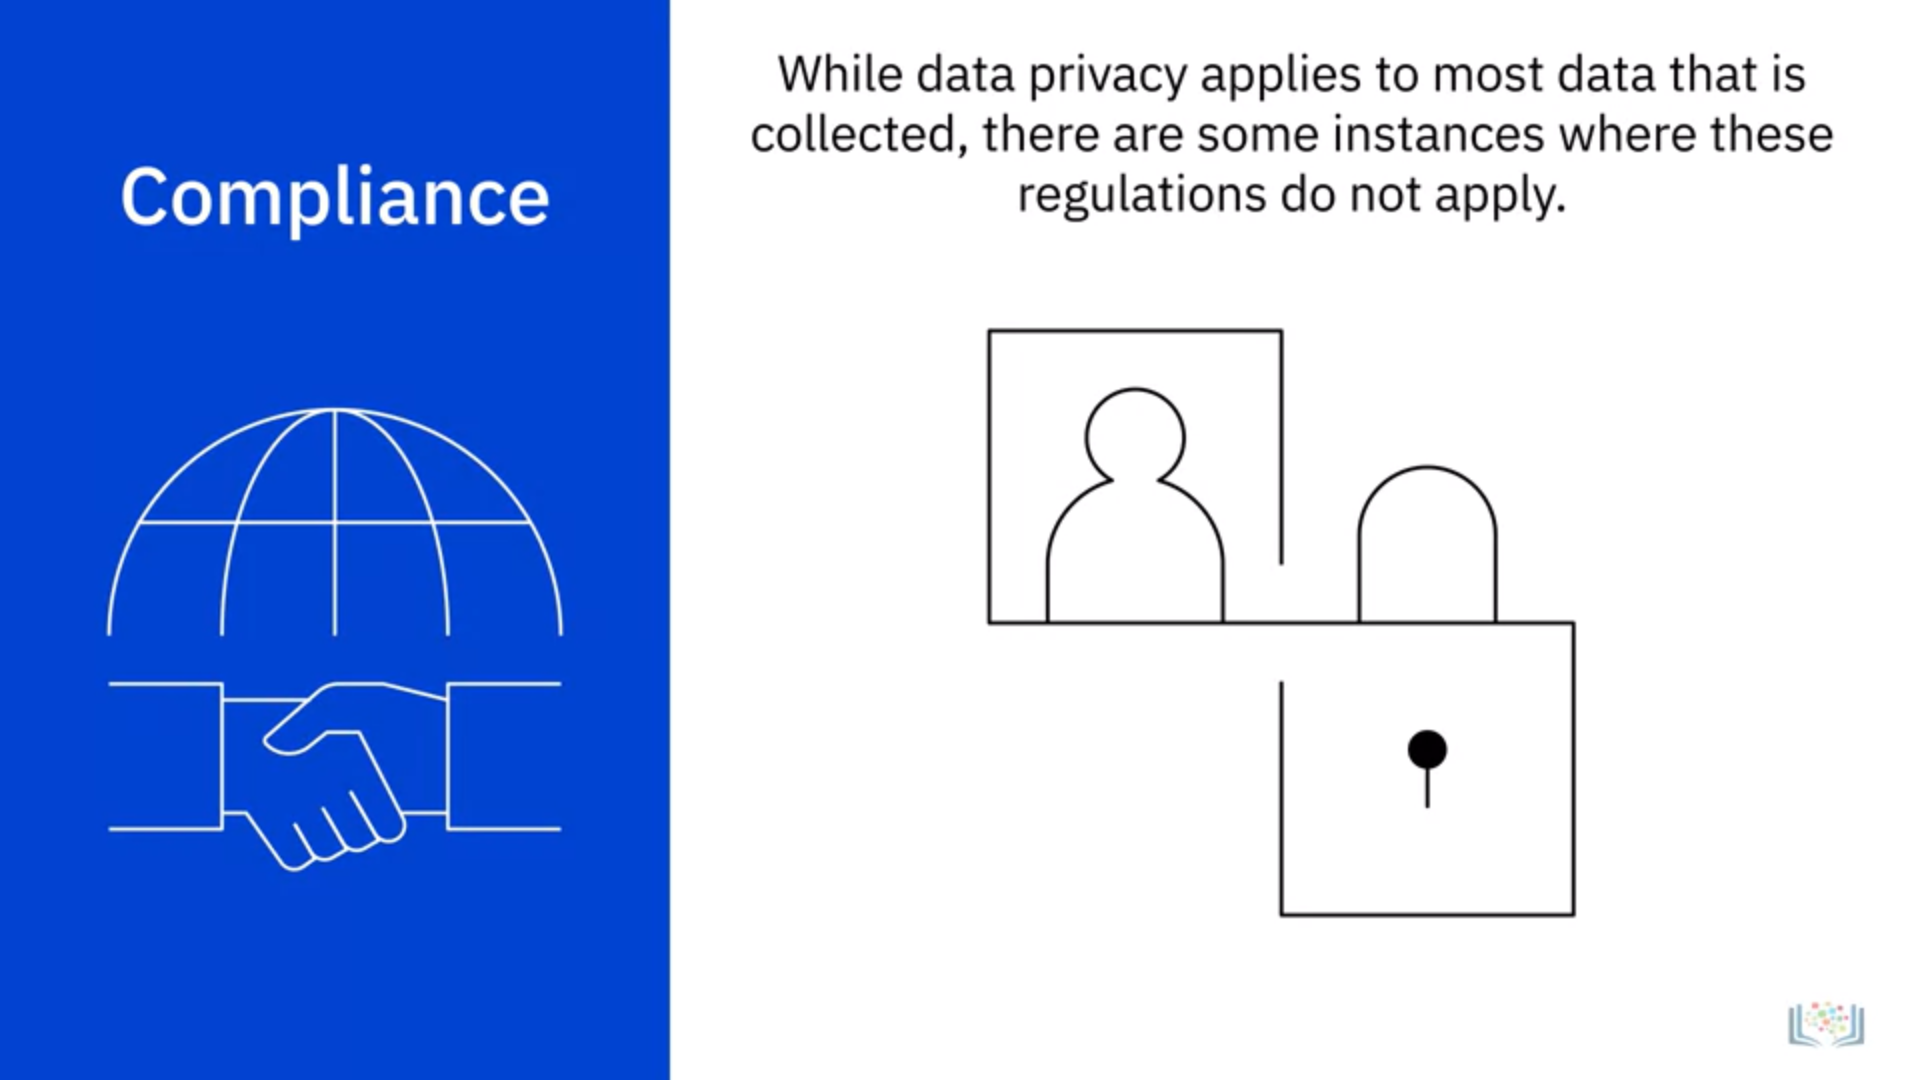 Compliance
While data privacy applies to most data that is
collected, there are some instances where these
regulations do not apply.